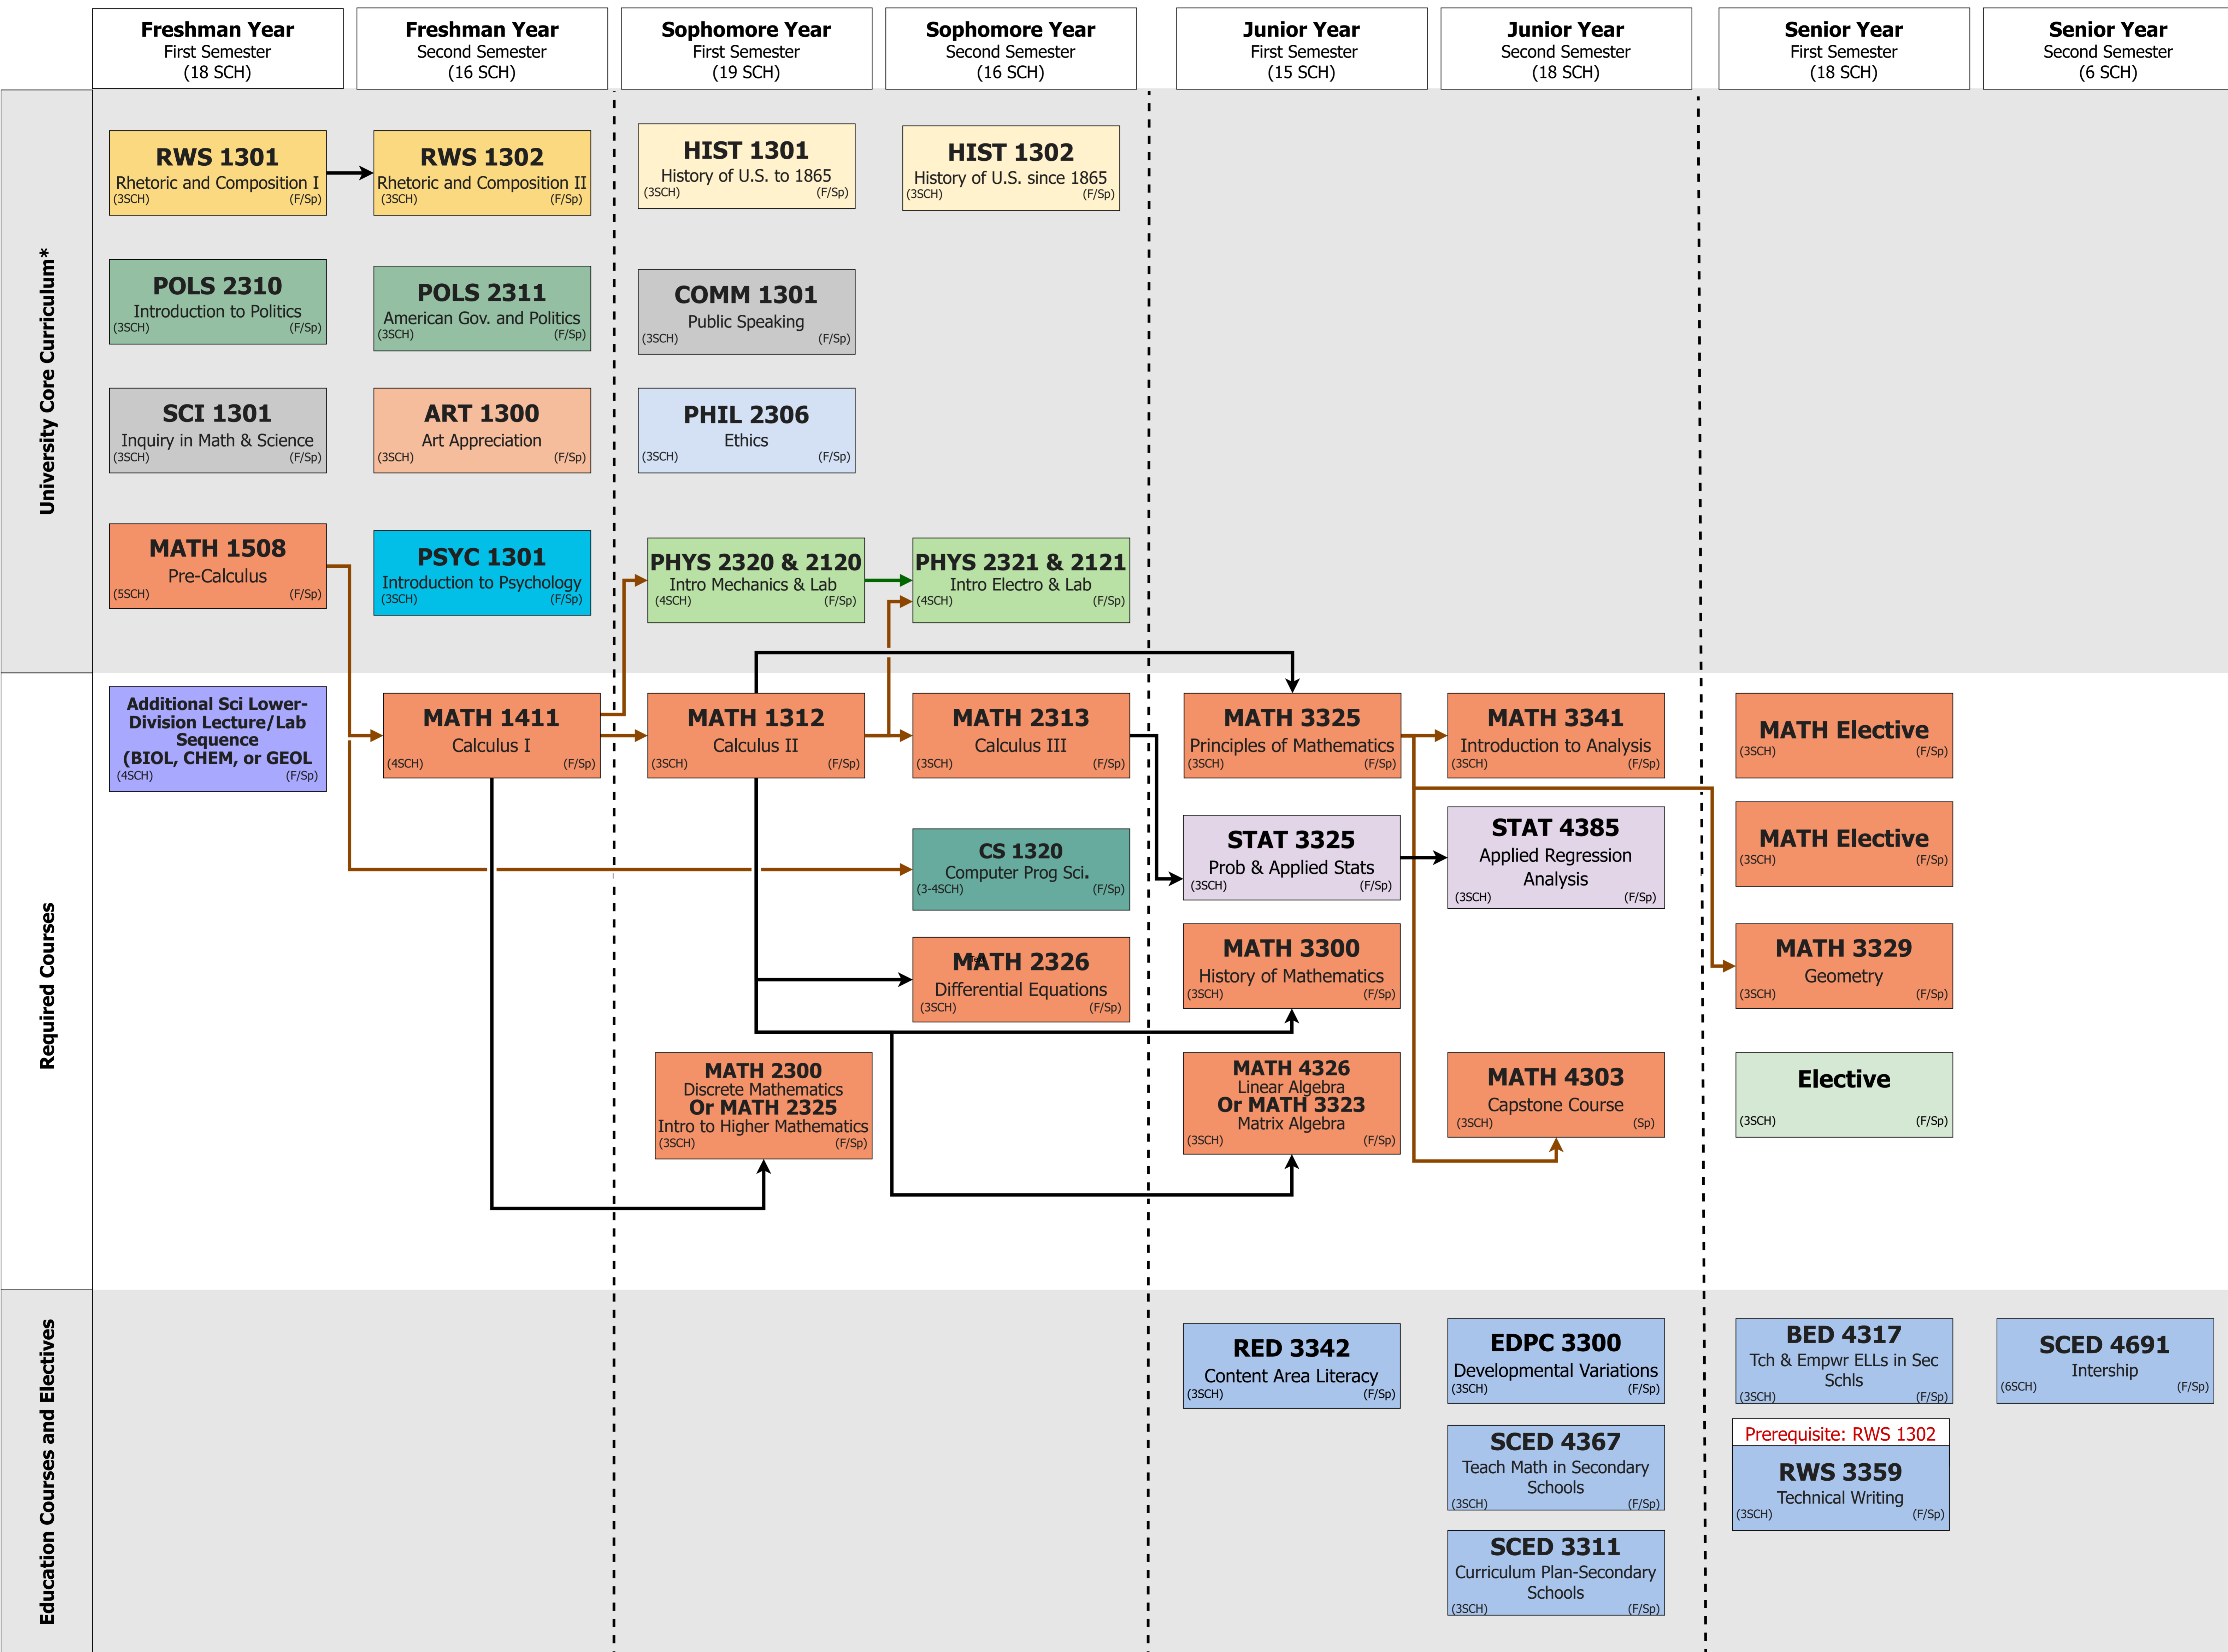 Freshman Year
First Semester
(18 SCH)
Freshman Year
Second Semester
(16 SCH)
Sophomore Year
First Semester
(19 SCH)
Sophomore Year
Second Semester
(16 SCH)
Junior Year
First Semester
(15 SCH)
Junior Year
Second Semester
(18 SCH)
Senior Year
First Semester
(18 SCH)
Senior Year
Second Semester
(6 SCH)
University Core Curriculum*
RWS 1301
Rhetoric and Composition I
(3SCH) (F/Sp)
RWS 1302
Rhetoric and Composition II
(3SCH) (F/Sp)
HIST 1301
History of U.S. to 1865
(3SCH) (F/Sp)
HIST 1302
History of U.S. since 1865
(3SCH) (F/Sp)
POLS 2310
Introduction to Politics
(3SCH) (F/Sp)
POLS 2311
American Gov. and Politics
(3SCH) (F/Sp)
COMM 1301
Public Speaking
(3SCH) (F/Sp)
SCI 1301
Inquiry in Math & Science
(3SCH) (F/Sp)
ART 1300
Art Appreciation
(3SCH) (F/Sp)
PHIL 2306
Ethics
(3SCH) (F/Sp)
MATH 1508
Pre-Calculus
(5SCH) (F/Sp)
PSYC 1301
Introduction to Psychology
(3SCH) (F/Sp)
PHYS 2320 & 2120
Intro Mechanics & Lab
(4SCH) (F/Sp)
PHYS 2321 & 2121
Intro Electro & Lab
(4SCH) (F/Sp)
Required Courses
Additional Sci Lower-
Division Lecture/Lab
Sequence
(BIOL, CHEM, or GEOL
(4SCH) (F/Sp)
MATH 1411
Calculus I
(4SCH) (F/Sp)
MATH 1312
Calculus II
(3SCH) (F/Sp)
MATH 2313
Calculus III
(3SCH) (F/Sp)
MATH 3325
Principles of Mathematics
(3SCH) (F/Sp)
MATH 3341
Introduction to Analysis
(3SCH) (F/Sp)
MATH Elective
(3SCH) (F/Sp)
CS 1320
Computer Prog Sci.
(3-4SCH) (F/Sp)
STAT 3325
Prob & Applied Stats
(3SCH) (F/Sp)
STAT 4385
Applied Regression
Analysis
(3SCH) (F/Sp)
MATH Elective
(3SCH) (F/Sp)
MATH 2326
Differential Equations
(3SCH) (F/Sp)
MATH 3300
History of Mathematics
(3SCH) (F/Sp)
MATH 3329
Geometry
(3SCH) (F/Sp)
MATH 2300
Discrete Mathematics
Or MATH 2325
Intro to Higher Mathematics
(3SCH) (F/Sp)
MATH 4326
Linear Algebra
Or MATH 3323
Matrix Algebra
(3SCH) (F/Sp)
MATH 4303
Capstone Course
(3SCH) (Sp)
Elective
(3SCH) (F/Sp)
Education Courses and Electives
RED 3342
Content Area Literacy
(3SCH) (F/Sp)
EDPC 3300
Developmental Variations
(3SCH) (F/Sp)
BED 4317
Tch & Empwr ELLs in Sec
Schls
(3SCH) (F/Sp)
SCED 4691
Intership
(6SCH) (F/Sp)
SCED 4367
Teach Math in Secondary
Schools
(3SCH) (F/Sp)
Prerequisite: RWS 1302
RWS 3359
Technical Writing
(3SCH) (F/Sp)
SCED 3311
Curriculum Plan-Secondary
Schools
(3SCH) (F/Sp)